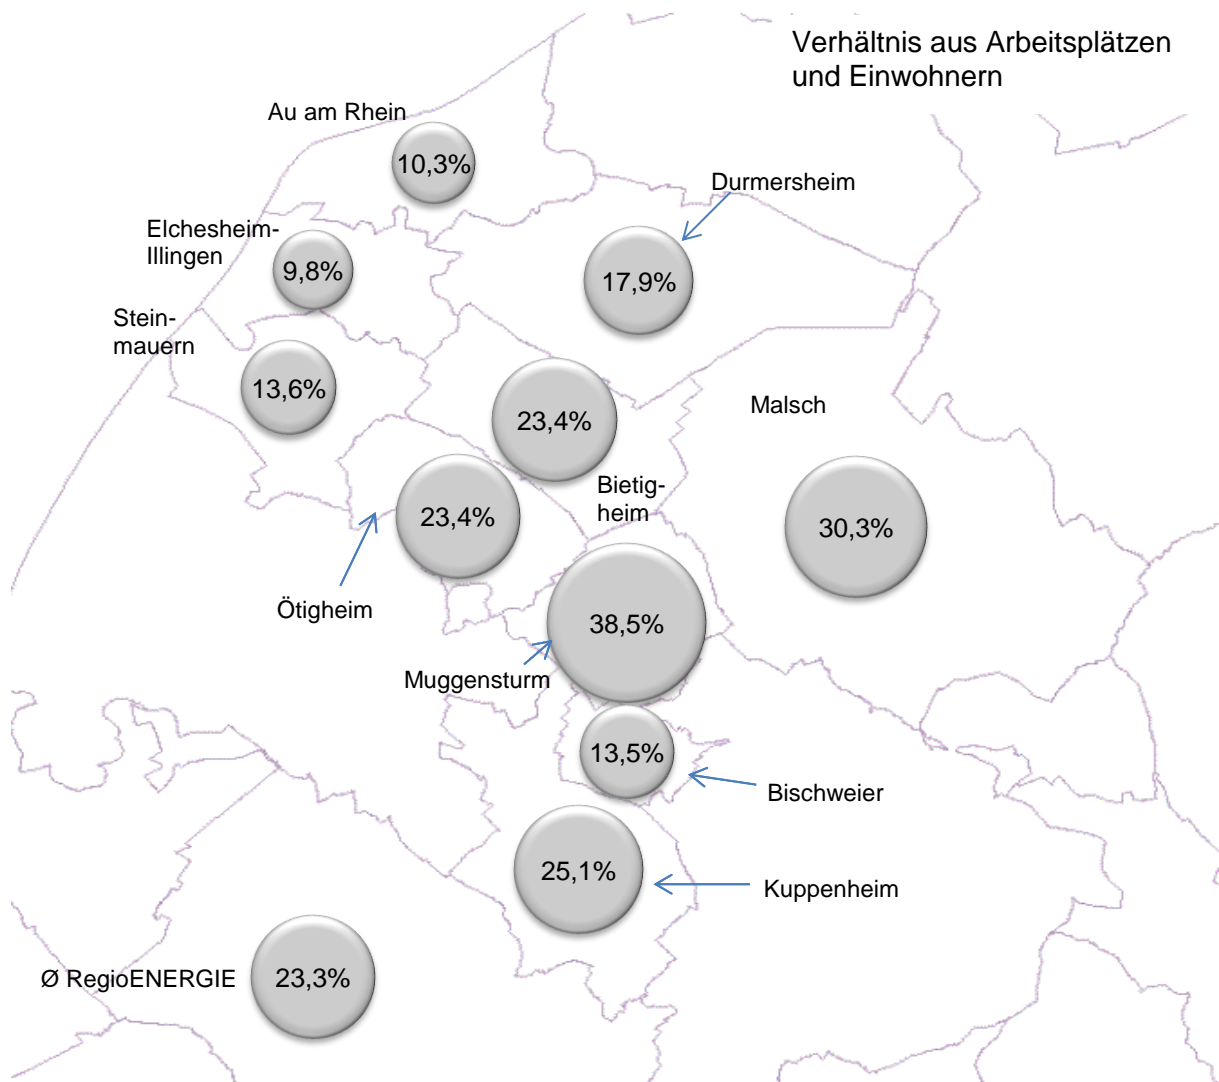 Verhältnis aus Arbeitsplätzen
und Einwohnern
Au am Rhein
10,3%
Durmersheim
17,9%
Elchesheim-
Illingen
9,8%
Stein-
mauern
13,6%
23,4%
Bietig-
heim
Malsch
30,3%
23,4%
Ötigheim
38,5%
Muggensturm
13,5%
Bischweier
25,1%
Kuppenheim
Ø RegioENERGIE
23,3%